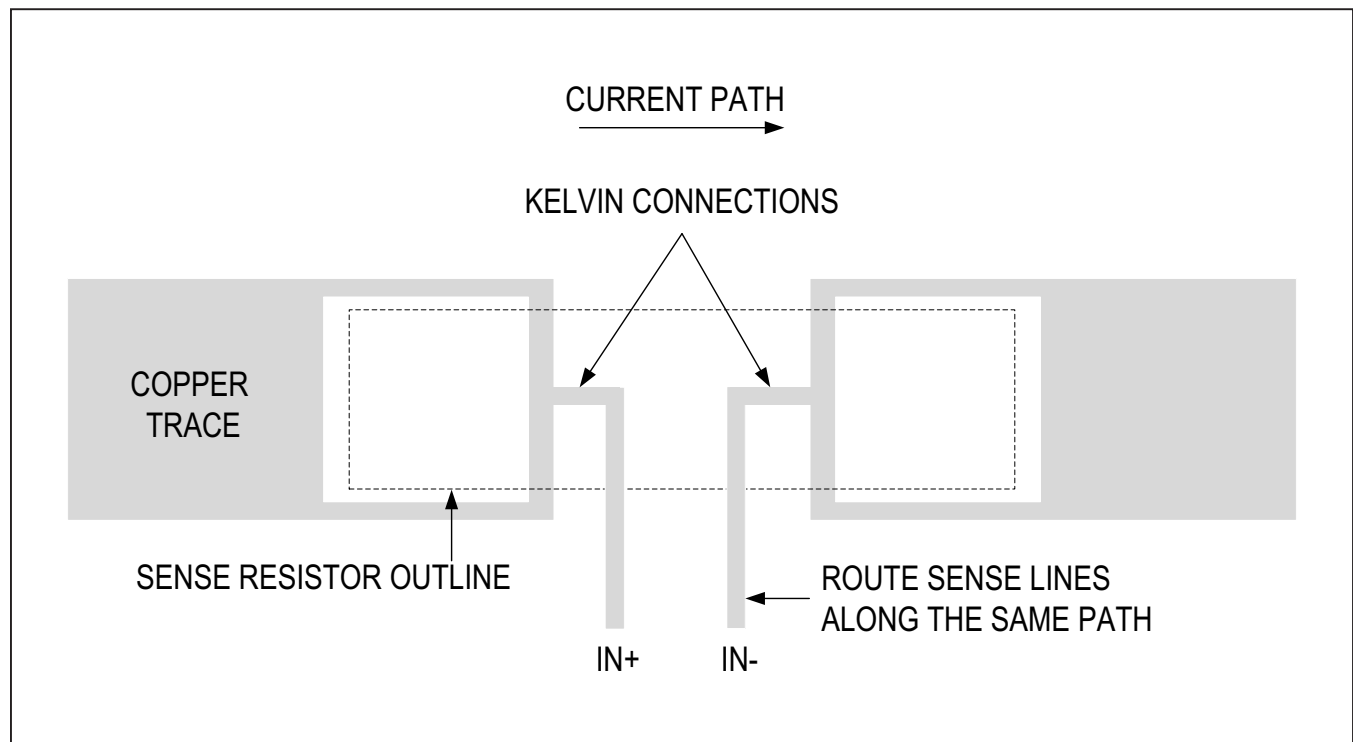 CURRENT PATH
KELVIN CONNECTIONS
COPPER
TRACE
SENSE RESISTOR OUTLINE
ROUTE SENSE LINES
ALONG THE SAME PATH
IN+
IN-